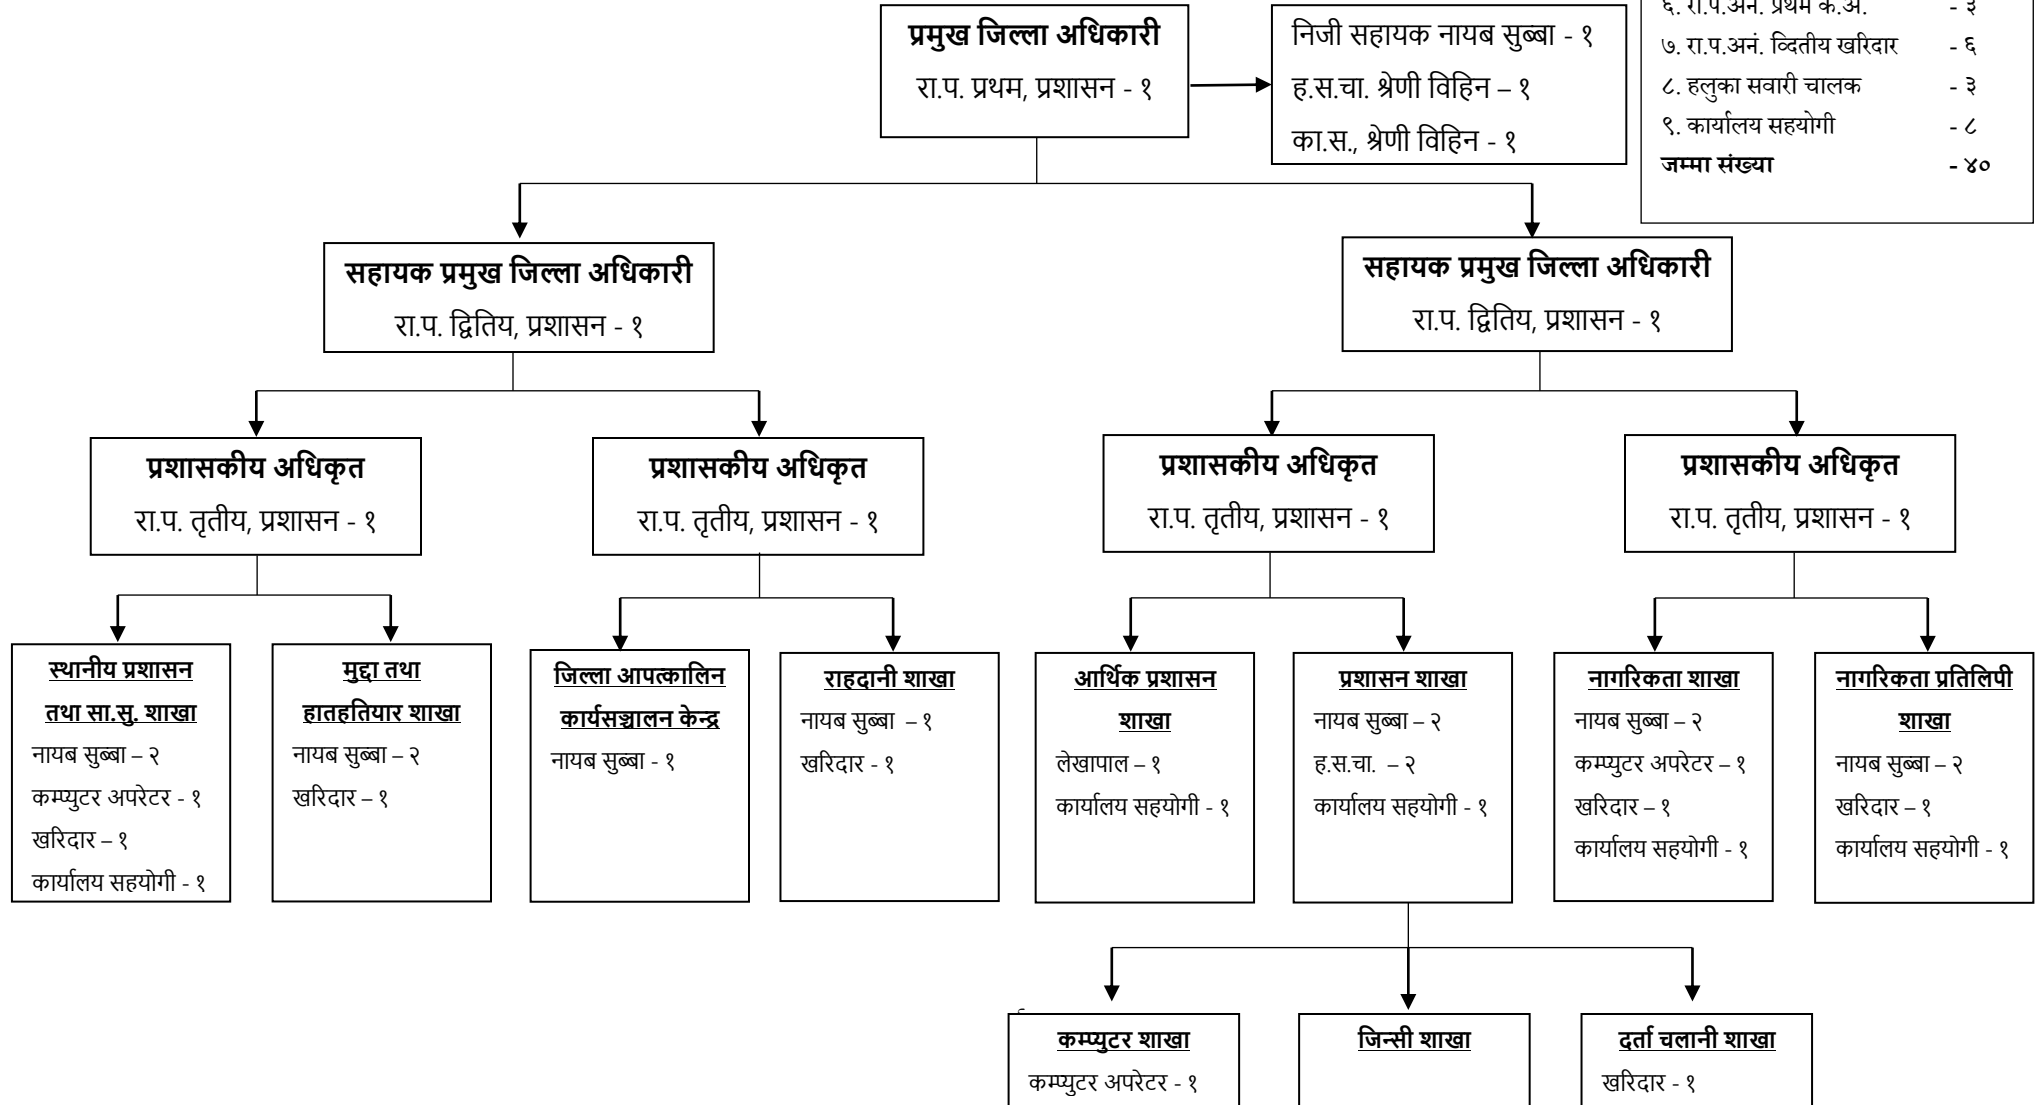 प्रमुख जिल्ला अधिकारी
रा.प. प्रथम, प्रशासन - १
निजी सहायक नायब सुब्बा - १
ह.स.चा. श्रेणी विहिन – १
का.स., श्रेणी विहिन - १
६. रा.प.अनं. प्रथम क.अ. - ३
७. रा.प.अनं. व्दितीय खरिदार - ६
८. हलुका सवारी चालक - ३
९. कार्यालय सहयोगी - ८
जम्मा संख्या - ४०
सहायक प्रमुख जिल्ला अधिकारी
रा.प. द्वितिय, प्रशासन - १
सहायक प्रमुख जिल्ला अधिकारी
रा.प. द्वितिय, प्रशासन - १
प्रशासकीय अधिकृत
रा.प. तृतीय, प्रशासन - १
प्रशासकीय अधिकृत
रा.प. तृतीय, प्रशासन - १
प्रशासकीय अधिकृत
रा.प. तृतीय, प्रशासन - १
प्रशासकीय अधिकृत
रा.प. तृतीय, प्रशासन - १
स्थानीय प्रशासन
तथा सा.सु. शाखा
नायब सुब्बा – २
कम्प्युटर अपरेटर - १
खरिदार – १
कार्यालय सहयोगी - १
मुद्दा तथा
हातहतियार शाखा
नायब सुब्बा – २
खरिदार – १
जिल्ला आपत्कालिन
कार्यसञ्चालन केन्द्र
नायब सुब्बा - १
राहदानी शाखा
नायब सुब्बा – १
खरिदार - १
आर्थिक प्रशासन
शाखा
लेखापाल – १
कार्यालय सहयोगी - १
प्रशासन शाखा
नायब सुब्बा – २
ह.स.चा. – २
कार्यालय सहयोगी - १
नागरिकता शाखा
नायब सुब्बा – २
कम्प्युटर अपरेटर – १
खरिदार – १
कार्यालय सहयोगी - १
नागरिकता प्रतिलिपी
शाखा
नायब सुब्बा – २
खरिदार – १
कार्यालय सहयोगी - १
कम्प्युटर शाखा
कम्प्युटर अपरेटर - १
जिन्सी शाखा
दर्ता चलानी शाखा
खरिदार - १